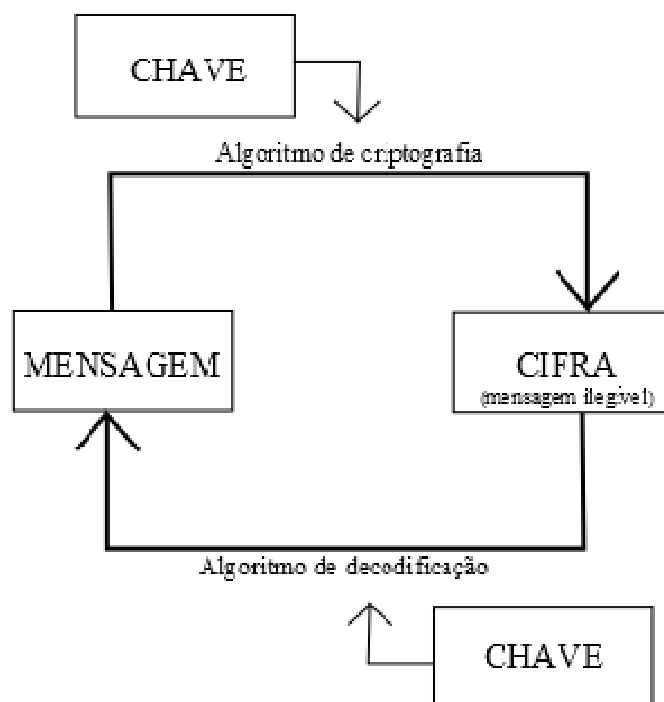 CHAVE
Algoritmo de criptografia
MENSAGEM
CIFRA
(mensagem ilegível)
Algoritmo de decodificação
CHAVE